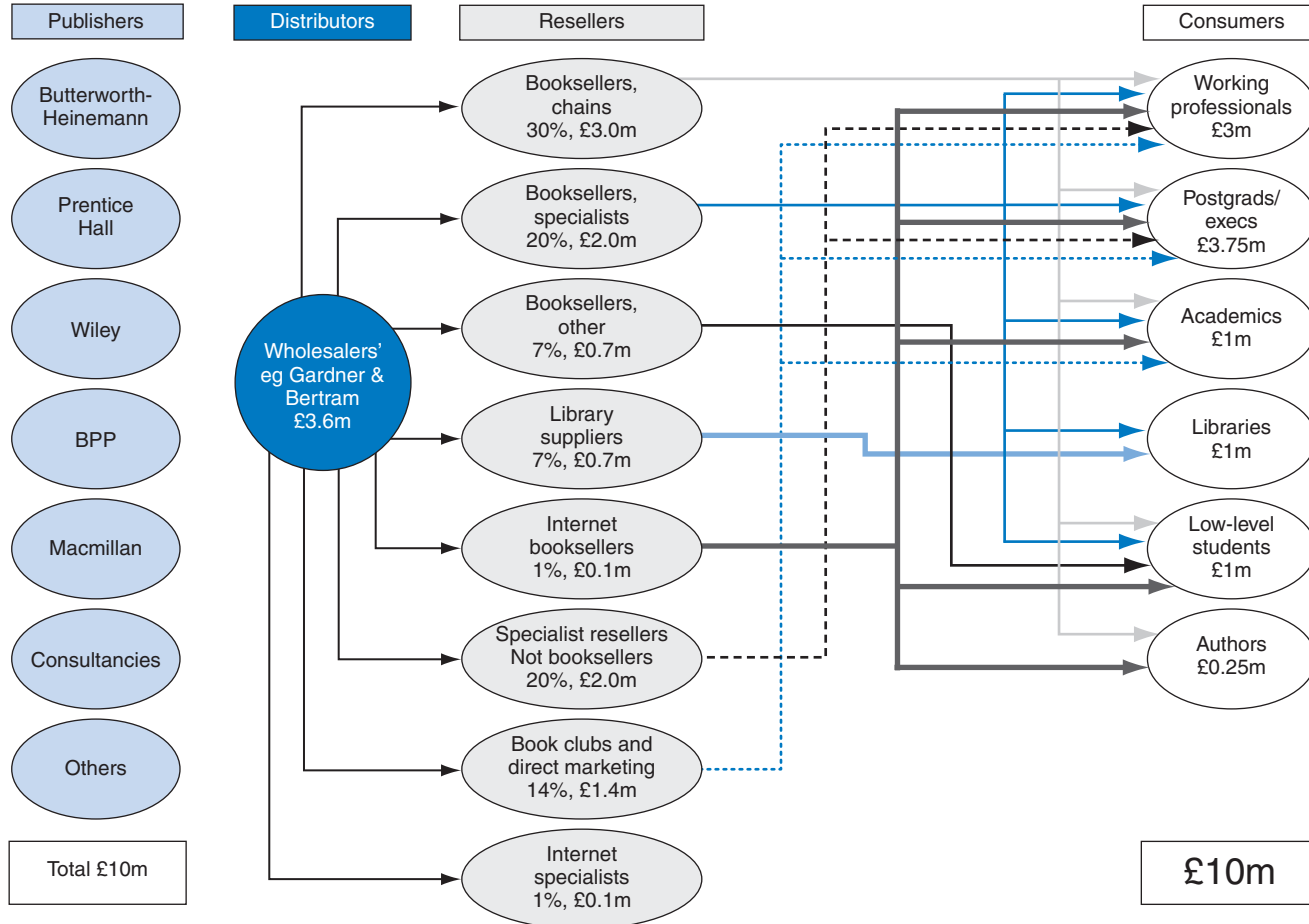 Publishers
Distributors
Resellers
Consumers
Butterworth-
Heinemann
Prentice
Hall
Wiley
BPP
Macmillan
Consultancies
Others
Total £10m
Wholesalers’
eg Gardner &
Bertram
£3.6m
Booksellers,
chains
30%, £3.0m
Booksellers,
specialists
20%, £2.0m
Booksellers,
other
7%, £0.7m
Library
suppliers
7%, £0.7m
Internet
booksellers
1%, £0.1m
Specialist resellers
Not booksellers
20%, £2.0m
Book clubs and
direct marketing
14%, £1.4m
Internet
specialists
1%, £0.1m
Working
professionals
£3m
Postgrads/
execs
£3.75m
Academics
£1m
Libraries
£1m
Low-level
students
£1m
Authors
£0.25m
£10m